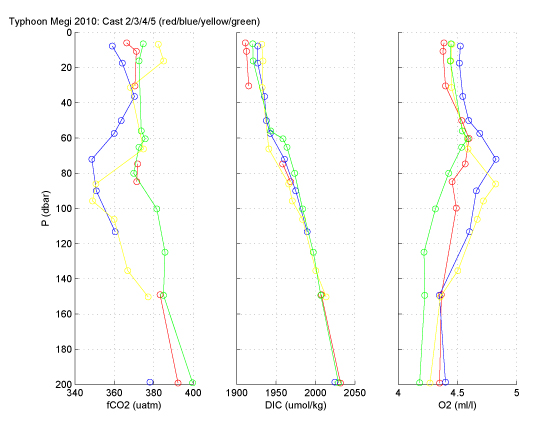 Typhoon Megi 2010: Cast 2/3/4/5 (red/blue/yellow/green)
P (dbar)
0
20
40
60
80
100
120
140
160
180
200
340 360 380 400
1900 1950 2000 2050
4 4.5 5
fCO2 (uatm)
DIC (umol/kg)
O2 (ml/l)